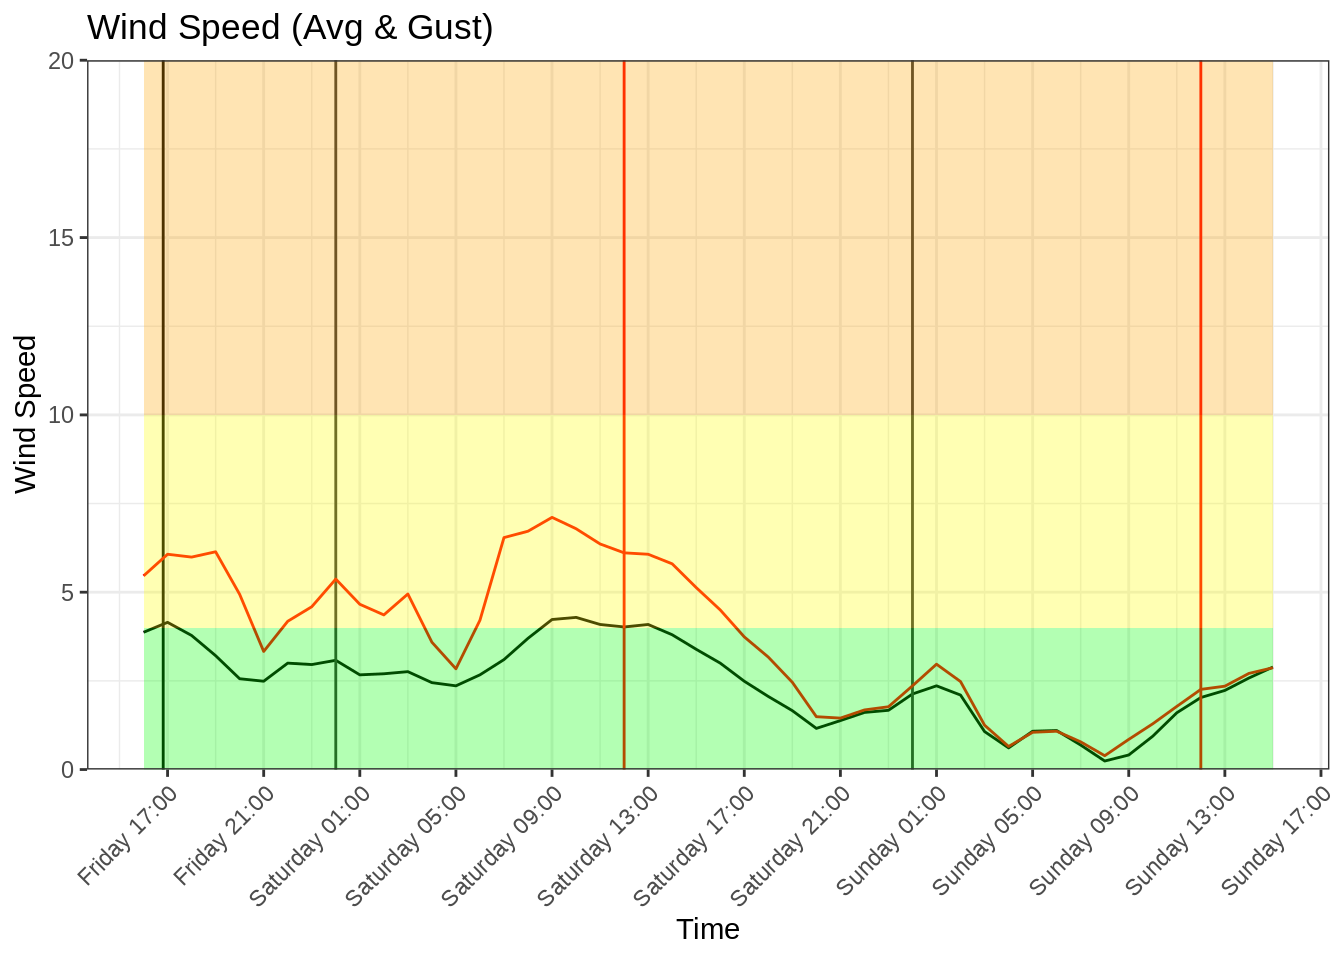 Wind Speed (Avg & Gust)
Wind Speed
20
15
10
5
0
Friday 17:00
Friday 21:00
Saturday 01:00
Saturday 05:00
Saturday 09:00
Saturday 13:00
Saturday 17:00
Saturday 21:00
Sunday 01:00
Sunday 05:00
Sunday 09:00
Sunday 13:00
Sunday 17:00
Time